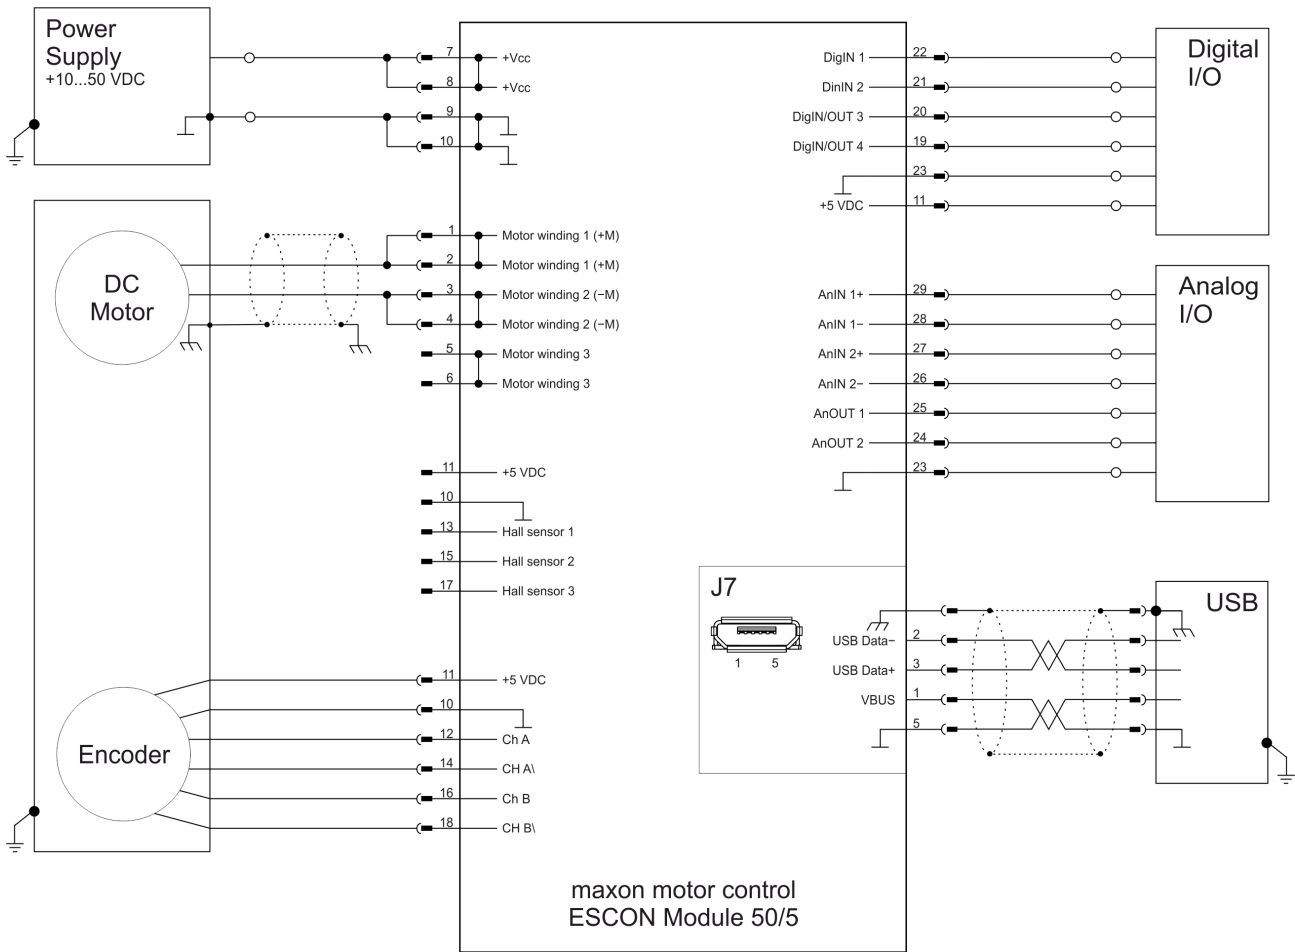 Power
Supply
+10...50 VDC
7 +Vcc
8 +Vcc
9
10
DC
Motor
1 Motor winding 1 (+M)
2 Motor winding 1 (+M)
3 Motor winding 2 (−M)
4 Motor winding 2 (−M)
5 Motor winding 3
6 Motor winding 3
11 +5 VDC
10
13 Hall sensor 1
15 Hall sensor 2
17 Hall sensor 3
Encoder
11 +5 VDC
10
12 Ch A
14 CH A\
16 Ch B
18 CH B\
DigIN 1 22
DinIN 2 21
DigIN/OUT 3 20
DigIN/OUT 4 19
23
+5 VDC 11
Digital
I/O
AnIN 1+ 29
AnIN 1− 28
AnIN 2+ 27
AnIN 2− 26
AnOUT 1 25
AnOUT 2 24
23
Analog
I/O
J7
1 5
USB Data− 2
USB Data+ 3
VBUS 1
5
USB
maxon motor control
ESCON Module 50/5